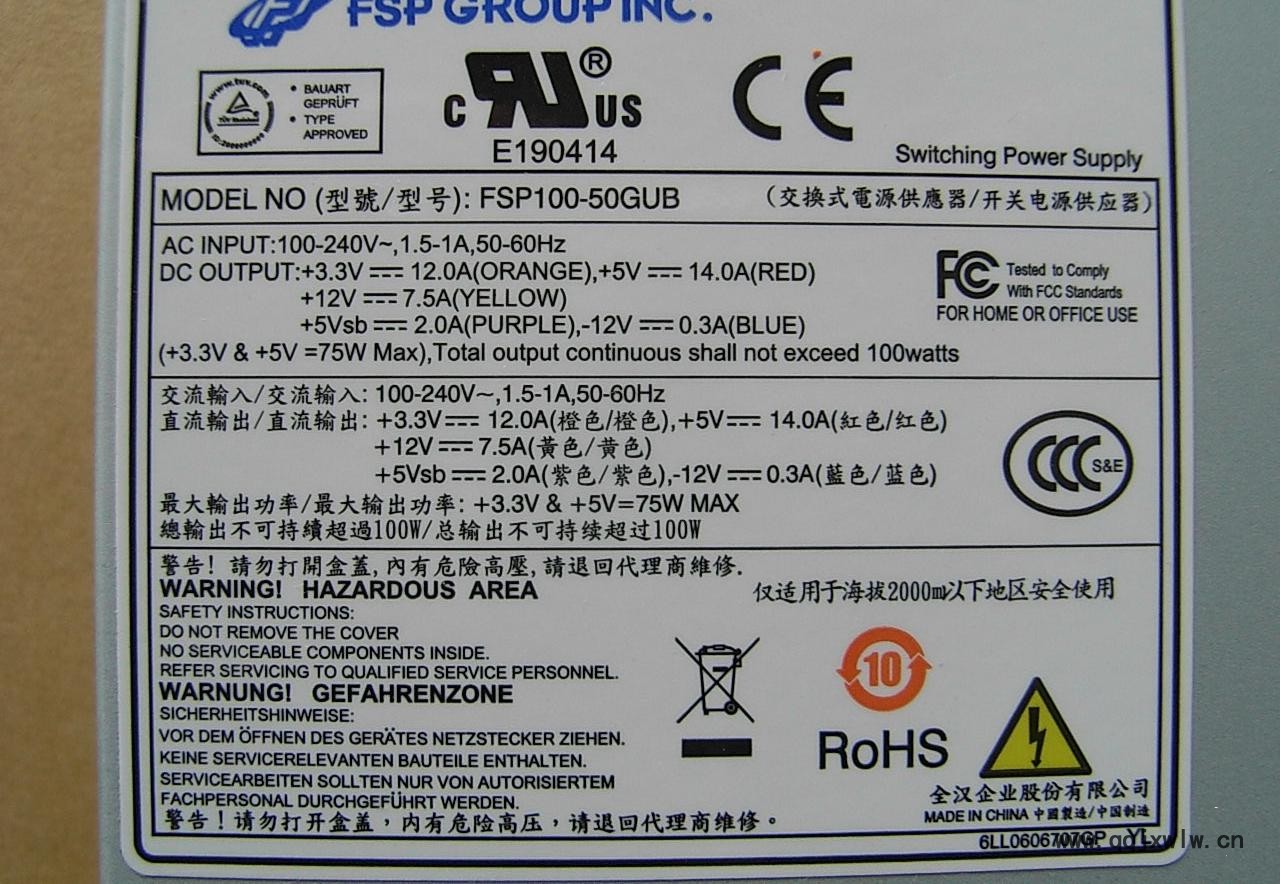 FSP GROUP INC.
www.tuv.com
TÜV Rheinland
• BAUART
GEPRÜFT
• TYPE
APPROVED
C RU ® US
E190414
CE
Switching Power Supply
MODEL NO (型號/型号): FSP100-50GUB (交換式電源供應器/开关电源供应器)
AC INPUT:100-240V~,1.5-1A,50-60Hz
DC OUTPUT:+3.3V ⎓ 12.0A(ORANGE),+5V ⎓ 14.0A(RED)
+12V ⎓ 7.5A(YELLOW)
+5Vsb ⎓ 2.0A(PURPLE),-12V ⎓ 0.3A(BLUE)
(+3.3V & +5V =75W Max),Total output continuous shall not exceed 100watts
FC Tested to Comply
With FCC Standards
FOR HOME OR OFFICE USE
交流輸入/交流输入: 100-240V~,1.5-1A,50-60Hz
直流輸出/直流输出: +3.3V⎓ 12.0A(橙色/橙色),+5V⎓ 14.0A(紅色/红色)
+12V⎓7.5A(黃色/黄色)
+5Vsb⎓2.0A(紫色/紫色),-12V⎓0.3A(藍色/蓝色)
最大輸出功率/最大输出功率: +3.3V & +5V=75W MAX
總輸出不可持續超過100W/总输出不可持续超过100W
CCC S&E
警告! 請勿打開盒蓋,內有危險高壓,請退回代理商維修.
WARNING! HAZARDOUS AREA
仅适用于海拔2000m以下地区安全使用
SAFETY INSTRUCTIONS:
DO NOT REMOVE THE COVER
NO SERVICEABLE COMPONENTS INSIDE.
REFER SERVICING TO QUALIFIED SERVICE PERSONNEL.
WARNUNG! GEFAHRENZONE
SICHERHEITSHINWEISE:
VOR DEM ÖFFNEN DES GERÄTES NETZSTECKER ZIEHEN.
KEINE SERVICERELEVANTEN BAUTEILE ENTHALTEN.
SERVICEARBEITEN SOLLTEN NUR VON AUTORISIERTEM
FACHPERSONAL DURCHGEFÜHRT WERDEN.
警告！请勿打开盒盖，内有危险高压，请退回代理商维修。
10
RoHS
全汉企业股份有限公司
MADE IN CHINA 中國製造/中国制造
6LL0606707GP YL